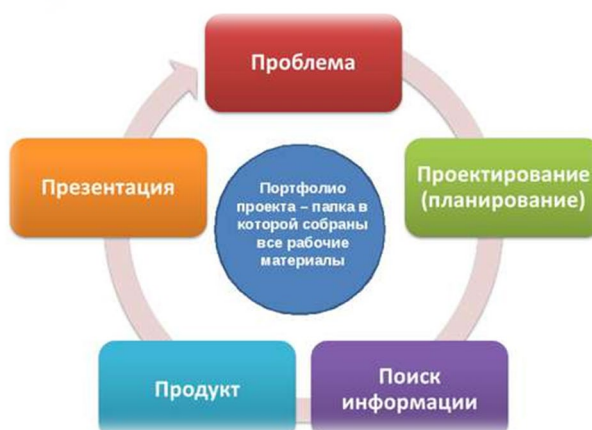 Проблема
Проектирование
(планирование)
Поиск
информации
Продукт
Презентация
Портфолио
проекта – папка в
которой собраны
все рабочие
материалы